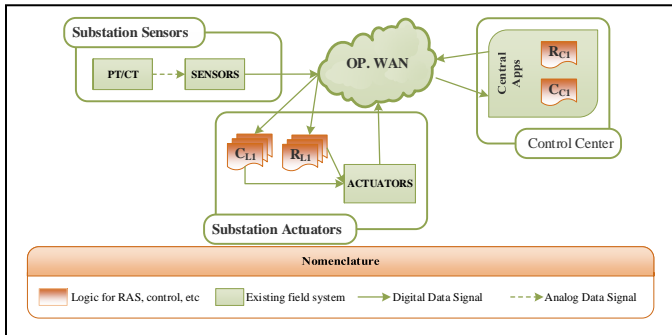 Substation Sensors
PT/CT
SENSORS
OP. WAN
Central
Apps
RC1
CC1
Control Center
CL1
RL1
ACTUATORS
Substation Actuators
Nomenclature
Logic for RAS, control, etc
Existing field system
Digital Data Signal
Analog Data Signal